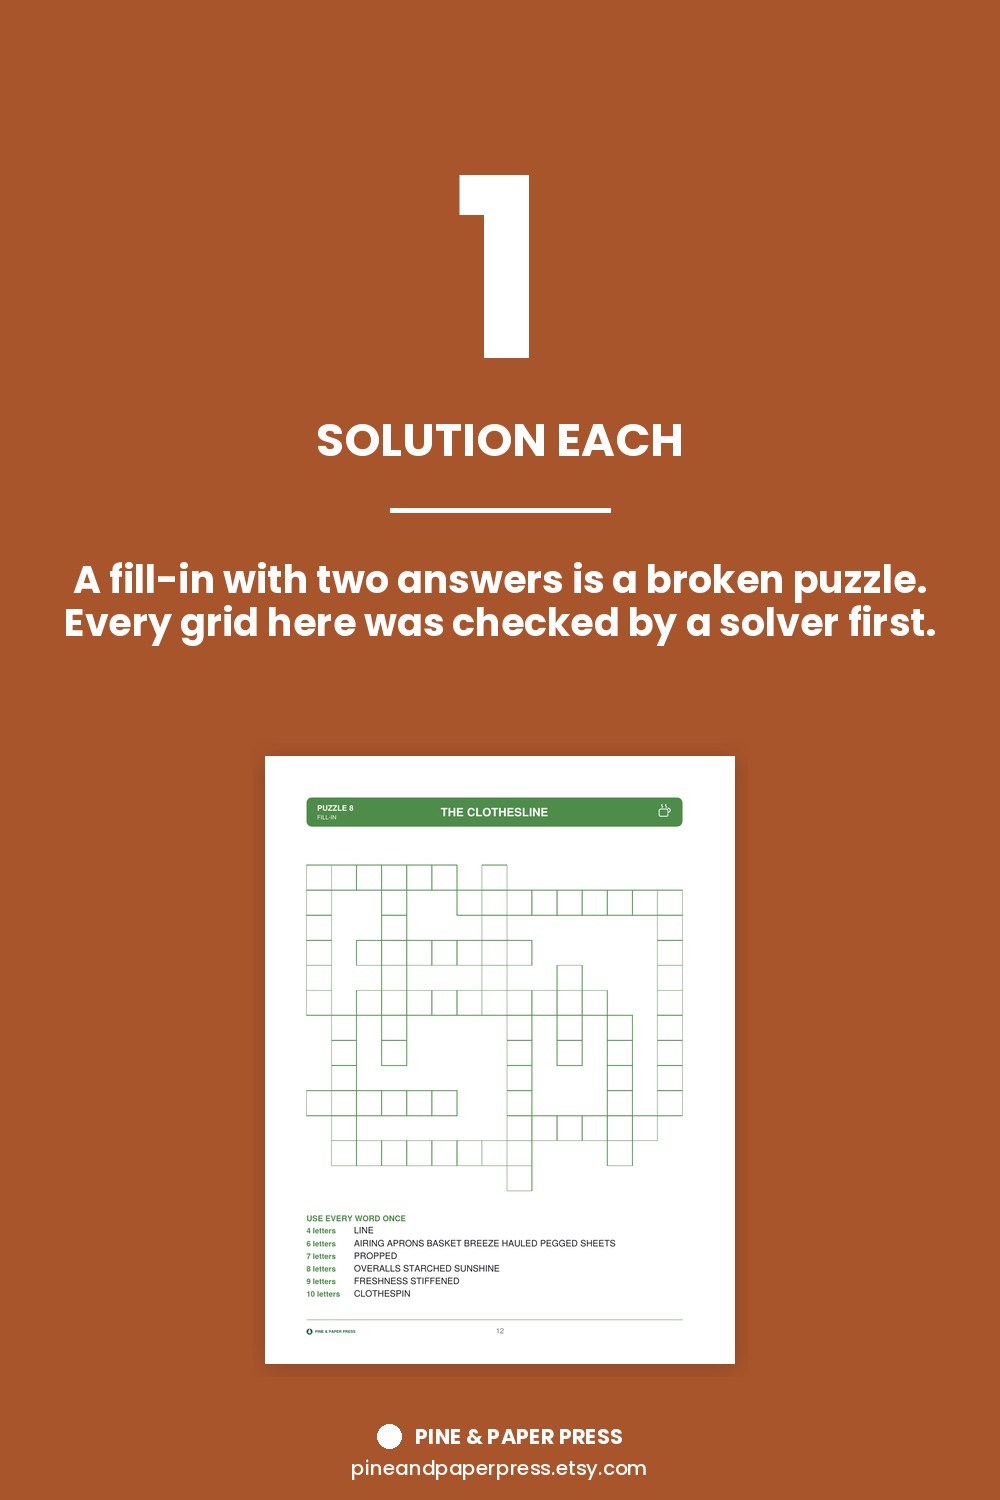 1
SOLUTION EACH
A fill-in with two answers is a broken puzzle.
Every grid here was checked by a solver first.
PUZZLE 8
FILL-IN
THE CLOTHESLINE
USE EVERY WORD ONCE
4 letters LINE
6 letters AIRING APRONS BASKET BREEZE HAULED PEGGED SHEETS
7 letters PROPPED
8 letters OVERALLS STARCHED SUNSHINE
9 letters FRESHNESS STIFFENED
10 letters CLOTHESPIN
PINE & PAPER PRESS
12
PINE & PAPER PRESS
pineandpaperpress.etsy.com